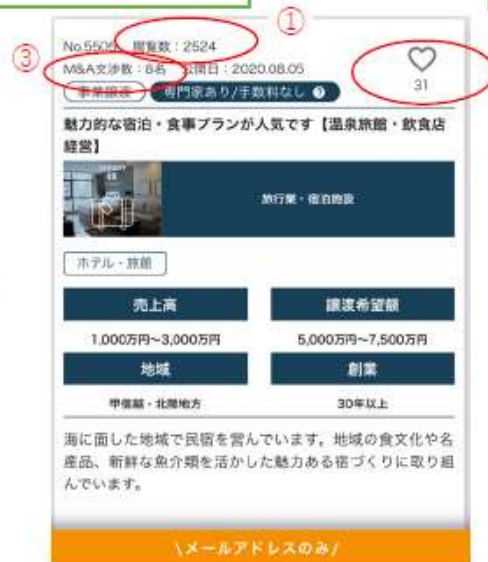 ①
No.5505 閲覧数：2524
③
M&A交渉数：6名 公開日：2020.08.05
31
事業譲渡 専門家あり/手数料なし ?
魅力的な宿泊・食事プランが人気です【温泉旅館・飲食店
経営】
旅行業・宿泊施設
ホテル・旅館
売上高 譲渡希望額
1,000万円〜3,000万円 5,000万円〜7,500万円
地域 創業
甲信越・北陸地方 30年以上
海に面した地域で民宿を営んでいます。地域の食文化や名
産品、新鮮な魚介類を活かした魅力ある宿づくりに取り組
んでいます。
\メールアドレスのみ/